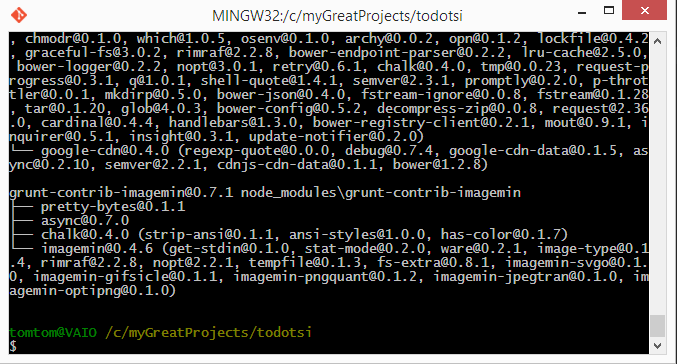 MINGW32:/c/myGreatProjects/todotsi
, chmodr@0.1.0, which@1.0.5, osenv@0.1.0, archy@0.0.2, opn@0.1.2, lockfile@0.4.2
, graceful-fs@3.0.2, rimraf@2.2.8, bower-endpoint-parser@0.2.2, lru-cache@2.5.0,
 bower-logger@0.2.2, nopt@3.0.1, retry@0.6.1, chalk@0.4.0, tmp@0.0.23, request-p
rogress@0.3.1, q@1.0.1, shell-quote@1.4.1, semver@2.3.1, promptly@0.2.0, p-throt
tler@0.0.1, mkdirp@0.5.0, bower-json@0.4.0, fstream-ignore@0.0.8, fstream@0.1.28
, tar@0.1.20, glob@4.0.3, bower-config@0.5.2, decompress-zip@0.0.8, request@2.36
.0, cardinal@0.4.4, handlebars@1.3.0, bower-registry-client@0.2.1, mout@0.9.1, i
nquirer@0.5.1, insight@0.3.1, update-notifier@0.2.0)
└── google-cdn@0.4.0 (regexp-quote@0.0.0, debug@0.7.4, google-cdn-data@0.1.5, as
ync@0.2.10, semver@2.2.1, cdnjs-cdn-data@0.1.1, bower@1.2.8)
grunt-contrib-imagemin@0.7.1 node_modules\grunt-contrib-imagemin
├── pretty-bytes@0.1.1
├── async@0.7.0
├── chalk@0.4.0 (strip-ansi@0.1.1, ansi-styles@1.0.0, has-color@0.1.7)
└── imagemin@0.4.6 (get-stdin@0.1.0, stat-mode@0.2.0, ware@0.2.1, image-type@0.1
.4, rimraf@2.2.8, nopt@2.2.1, tempfile@0.1.3, fs-extra@0.8.1, imagemin-svgo@0.1.
0, imagemin-gifsicle@0.1.1, imagemin-pngquant@0.1.2, imagemin-jpegtran@0.1.0, im
agemin-optipng@0.1.0)
tomtom@VAIO /c/myGreatProjects/todotsi
$